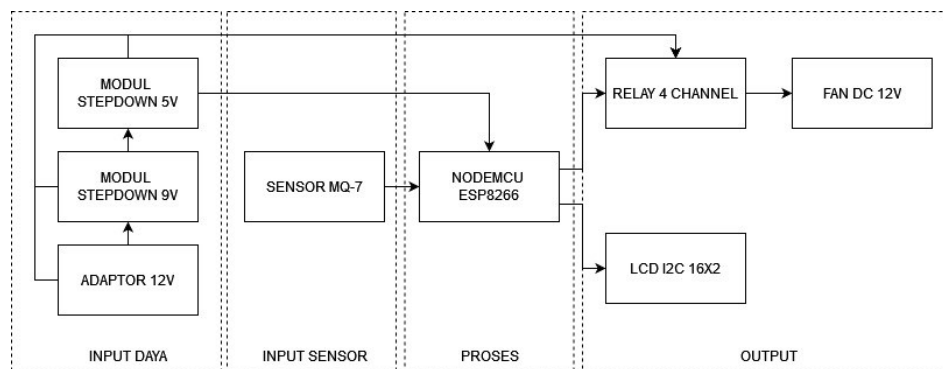 MODUL
STEPDOWN 5V
MODUL
STEPDOWN 9V
ADAPTOR 12V
INPUT DAYA
SENSOR MQ-7
INPUT SENSOR
NODEMCU
ESP8266
PROSES
RELAY 4 CHANNEL
FAN DC 12V
LCD I2C 16X2
OUTPUT